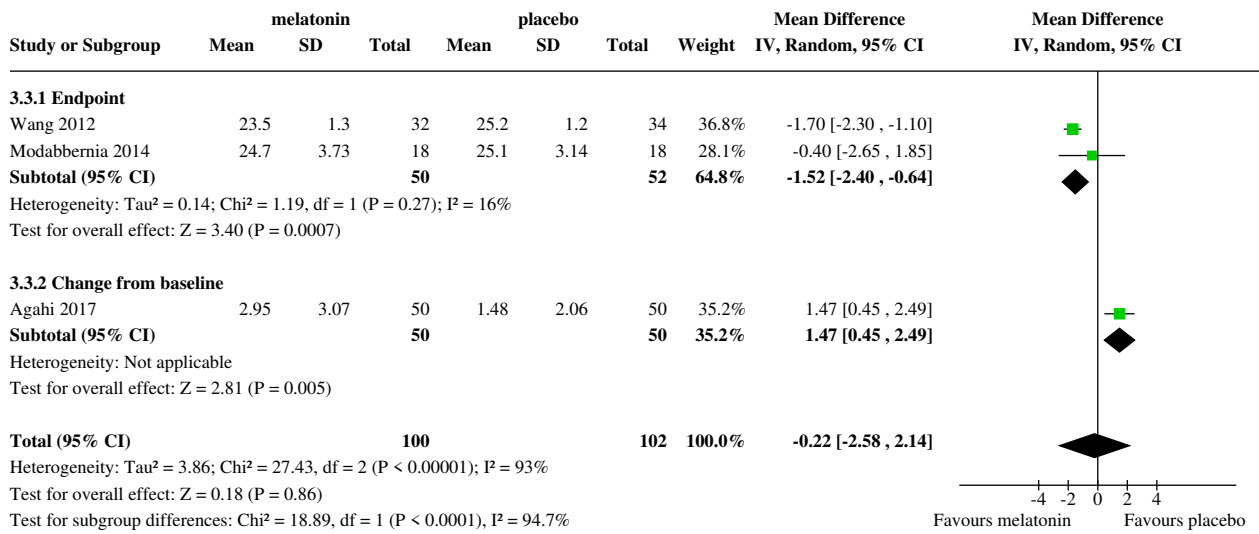 melatonin placebo Mean Difference Mean Difference
Study or Subgroup Mean SD Total Mean SD Total Weight IV, Random, 95% CI IV, Random, 95% CI
3.3.1 Endpoint
Wang 2012 23.5 1.3 32 25.2 1.2 34 36.8% -1.70 [-2.30 , -1.10]
Modabbernia 2014 24.7 3.73 18 25.1 3.14 18 28.1% -0.40 [-2.65 , 1.85]
Subtotal (95% CI) 50 52 64.8% -1.52 [-2.40 , -0.64]
Heterogeneity: Tau² = 0.14; Chi² = 1.19, df = 1 (P = 0.27); I² = 16%
Test for overall effect: Z = 3.40 (P = 0.0007)
3.3.2 Change from baseline
Agahi 2017 2.95 3.07 50 1.48 2.06 50 35.2% 1.47 [0.45 , 2.49]
Subtotal (95% CI) 50 50 35.2% 1.47 [0.45 , 2.49]
Heterogeneity: Not applicable
Test for overall effect: Z = 2.81 (P = 0.005)
Total (95% CI) 100 102 100.0% -0.22 [-2.58 , 2.14]
Heterogeneity: Tau² = 3.86; Chi² = 27.43, df = 2 (P < 0.00001); I² = 93%
Test for overall effect: Z = 0.18 (P = 0.86)
-4 -2 0 2 4
Test for subgroup differences: Chi² = 18.89, df = 1 (P < 0.0001), I² = 94.7%
Favours melatonin Favours placebo